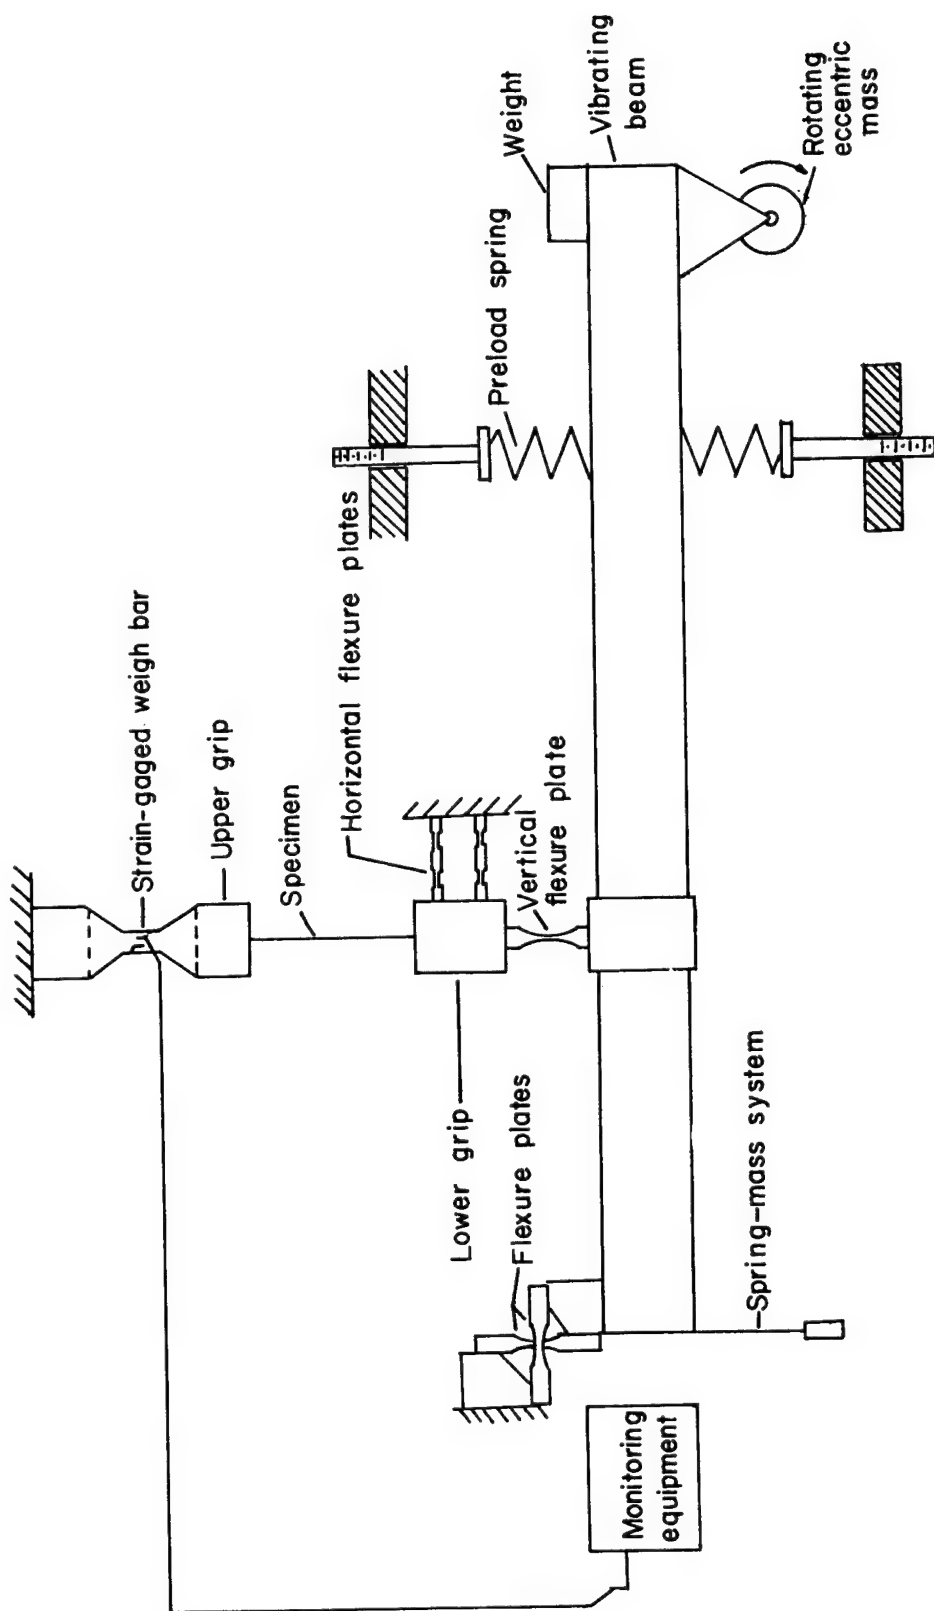 Strain-gaged weigh bar
Upper grip
Specimen
Horizontal flexure plates
Preload spring
Weight
Vibrating
beam
Rotating
eccentric
mass
Vertical
flexure plate
Lower grip
Flexure plates
Spring-mass system
Monitoring
equipment